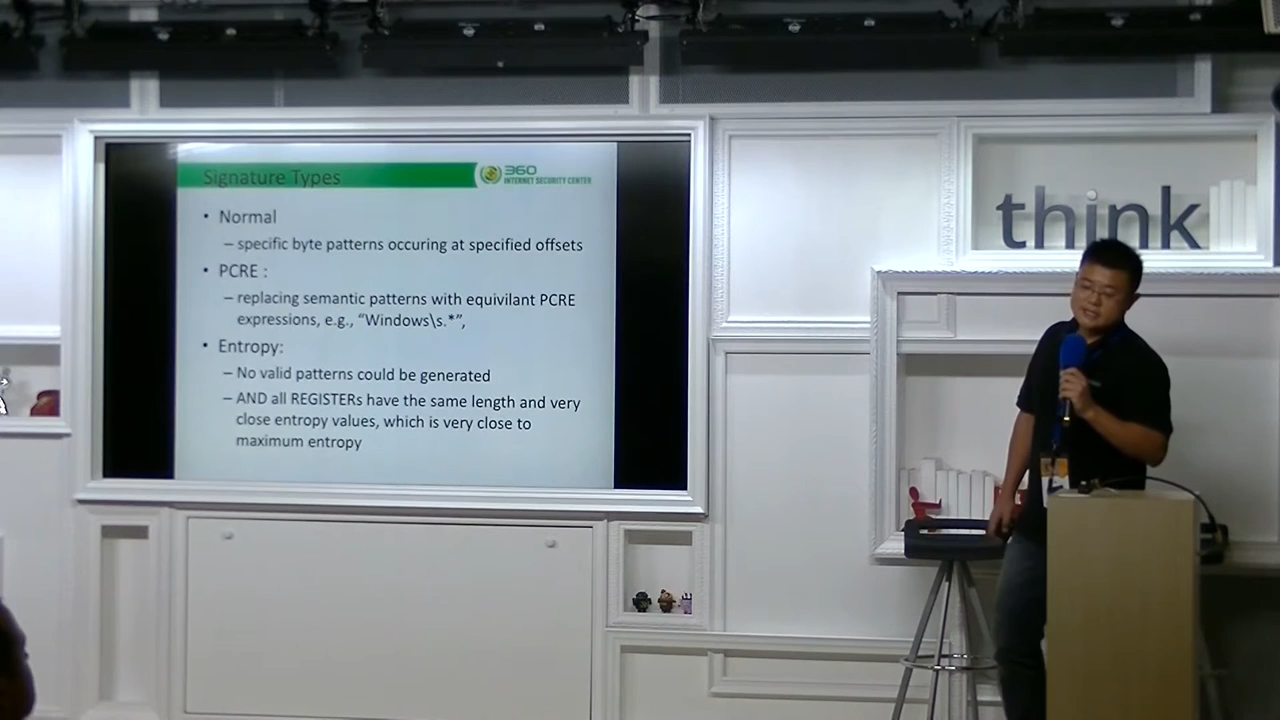 Signature Types
360
INTERNET SECURITY CENTER
• Normal
– specific byte patterns occuring at specified offsets
• PCRE :
– replacing semantic patterns with equivilant PCRE
expressions, e.g., “Windows\s.*”,
• Entropy:
– No valid patterns could be generated
– AND all REGISTERs have the same length and very
close entropy values, which is very close to
maximum entropy
think